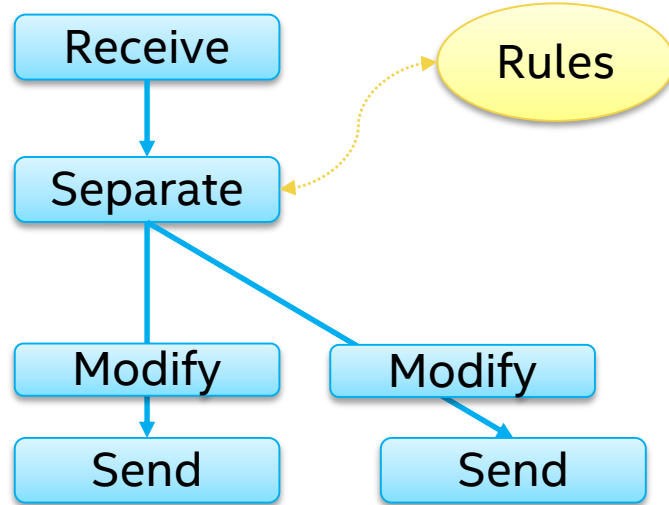 Receive
Rules
Separate
Modify
Modify
Send
Send